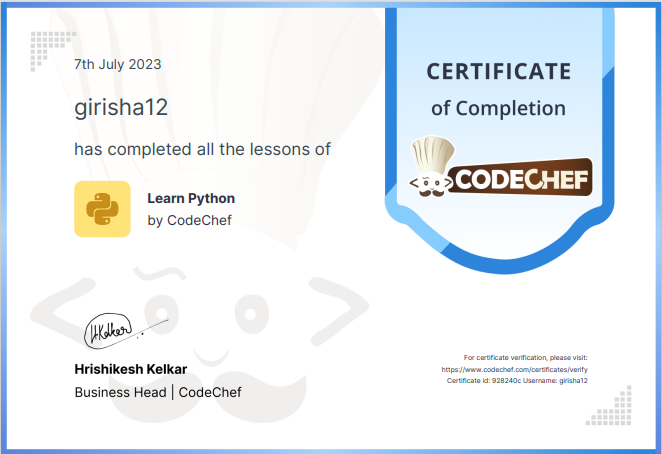 7th July 2023
girisha12
has completed all the lessons of
Learn Python
by CodeChef
HKelkar
Hrishikesh Kelkar
Business Head | CodeChef
CERTIFICATE
of Completion
CODECHEF
For certificate verification, please visit:
https://www.codechef.com/certificates/verify
Certificate id: 928240c Username: girisha12